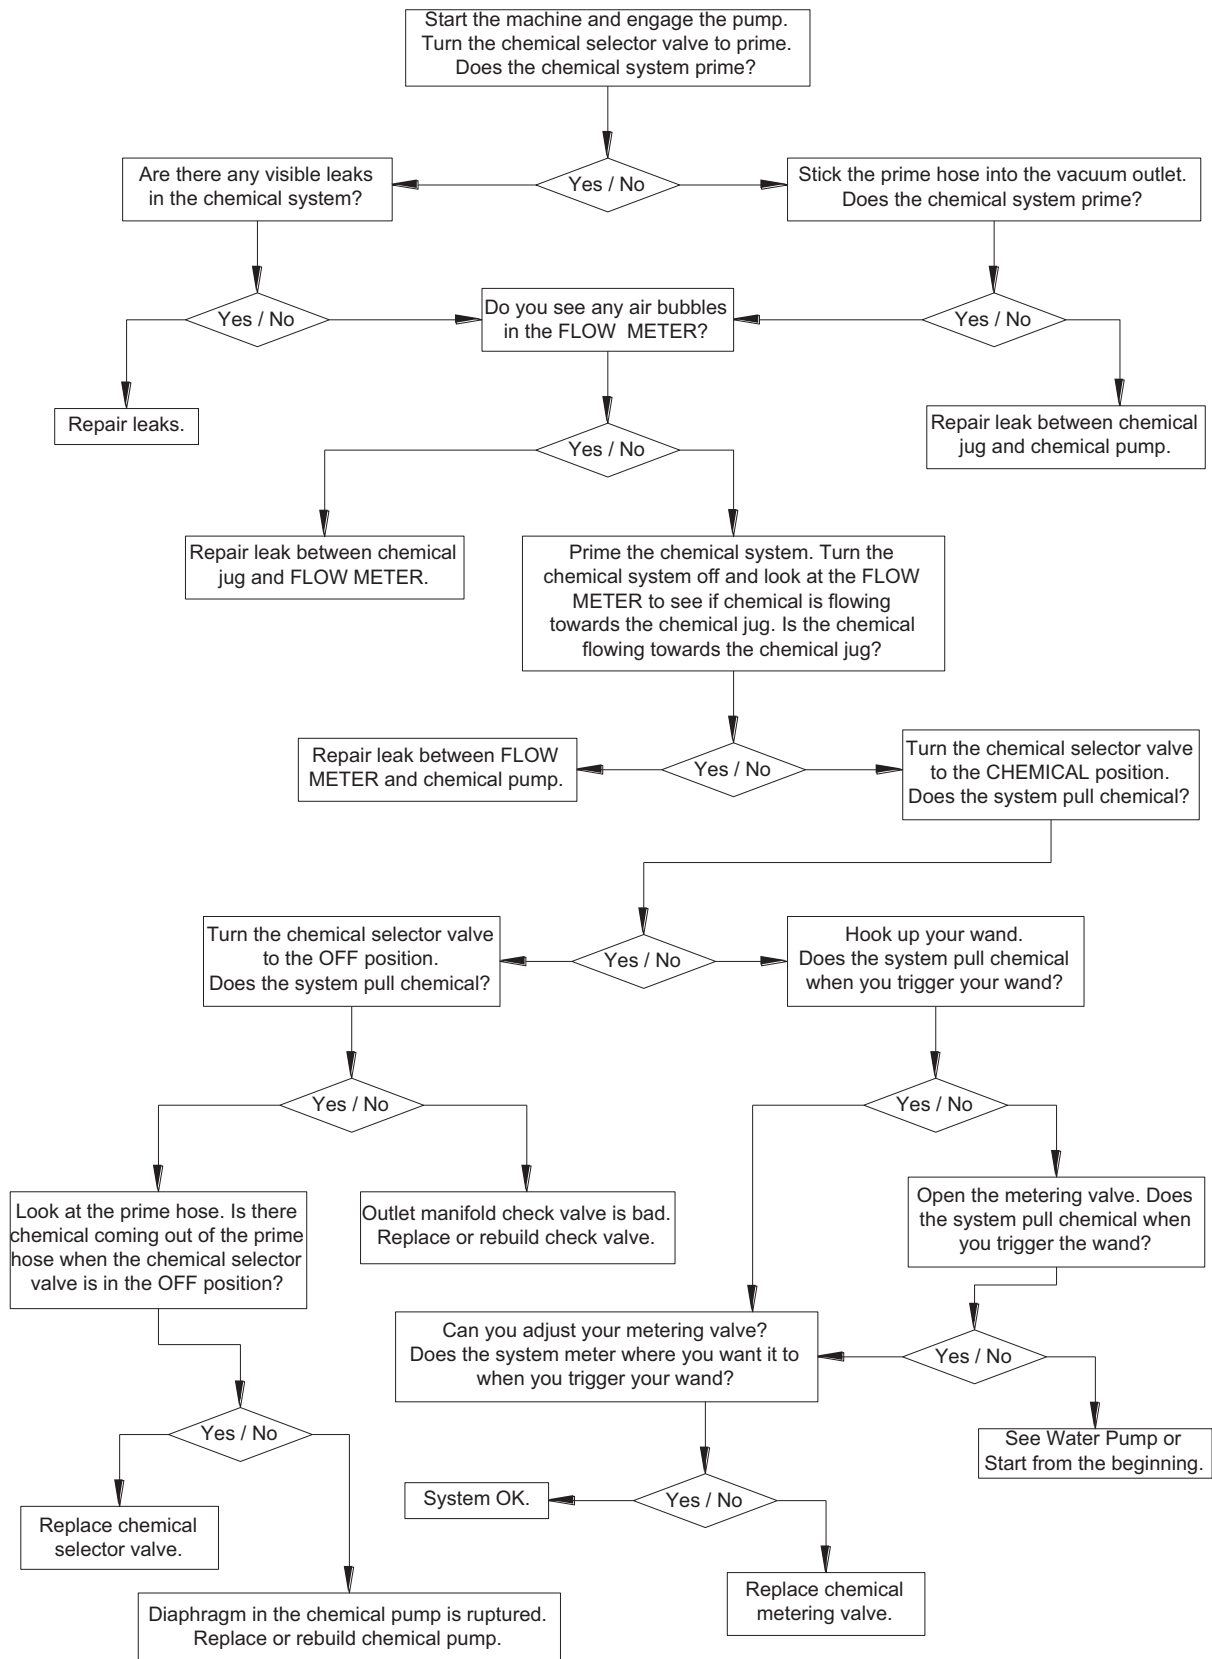 Start the machine and engage the pump.
Turn the chemical selector valve to prime.
Does the chemical system prime?
Are there any visible leaks
in the chemical system?
Yes / No
Stick the prime hose into the vacuum outlet.
Does the chemical system prime?
Yes / No
Do you see any air bubbles
in the FLOW METER?
Yes / No
Repair leaks.
Yes / No
Repair leak between chemical
jug and chemical pump.
Repair leak between chemical
jug and FLOW METER.
Prime the chemical system. Turn the
chemical system off and look at the FLOW
METER to see if chemical is flowing
towards the chemical jug. Is the chemical
flowing towards the chemical jug?
Repair leak between FLOW
METER and chemical pump.
Yes / No
Turn the chemical selector valve
to the CHEMICAL position.
Does the system pull chemical?
Turn the chemical selector valve
to the OFF position.
Does the system pull chemical?
Yes / No
Hook up your wand.
Does the system pull chemical
when you trigger your wand?
Yes / No
Yes / No
Look at the prime hose. Is there
chemical coming out of the prime
hose when the chemical selector
valve is in the OFF position?
Outlet manifold check valve is bad.
Replace or rebuild check valve.
Open the metering valve. Does
the system pull chemical when
you trigger the wand?
Can you adjust your metering valve?
Does the system meter where you want it to
when you trigger your wand?
Yes / No
Yes / No
See Water Pump or
Start from the beginning.
System OK.
Yes / No
Replace chemical
selector valve.
Replace chemical
metering valve.
Diaphragm in the chemical pump is ruptured.
Replace or rebuild chemical pump.